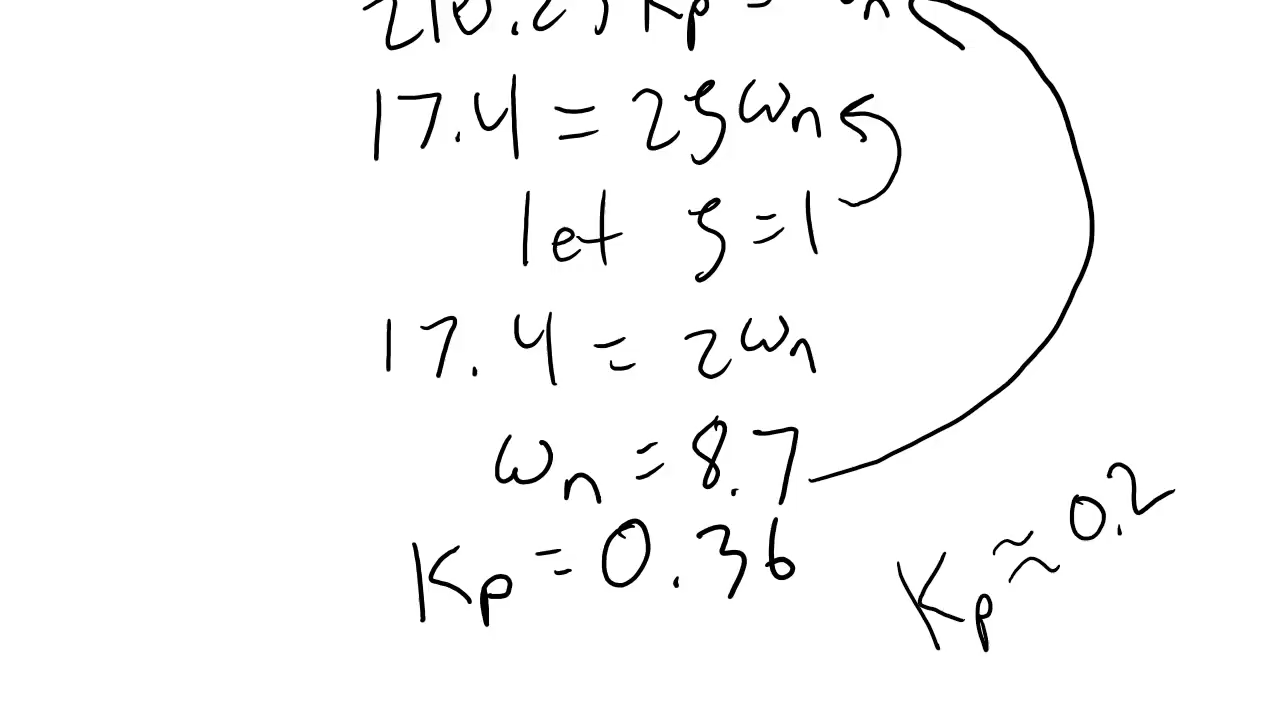 17.4 = 2ζωn
let ζ = 1
17.4 = 2ωn
ωn = 8.7
Kp = 0.36
Kp ≈ 0.2